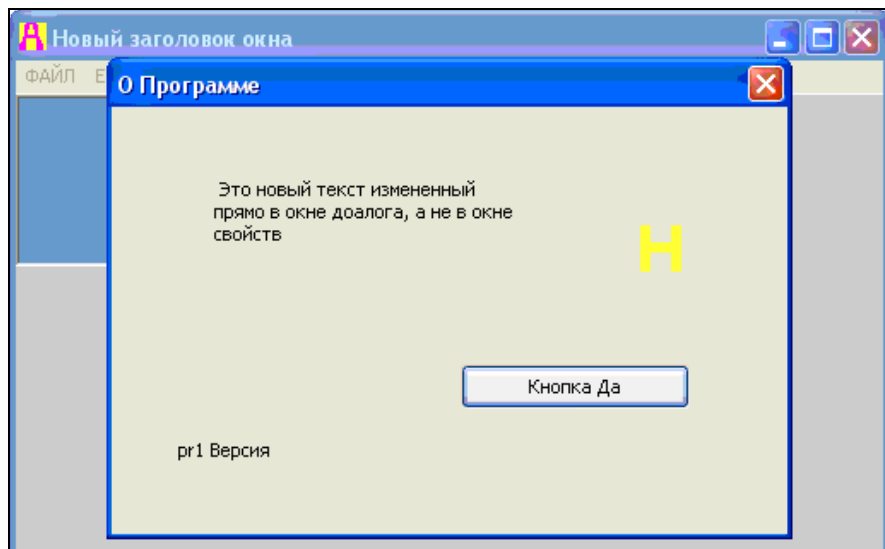 Новый заголовок окна
ФАЙЛ Е
О Программе
Это новый текст измененный
прямо в окне доалога, а не в окне
свойств
Н
Кнопка Да
pr1 Версия